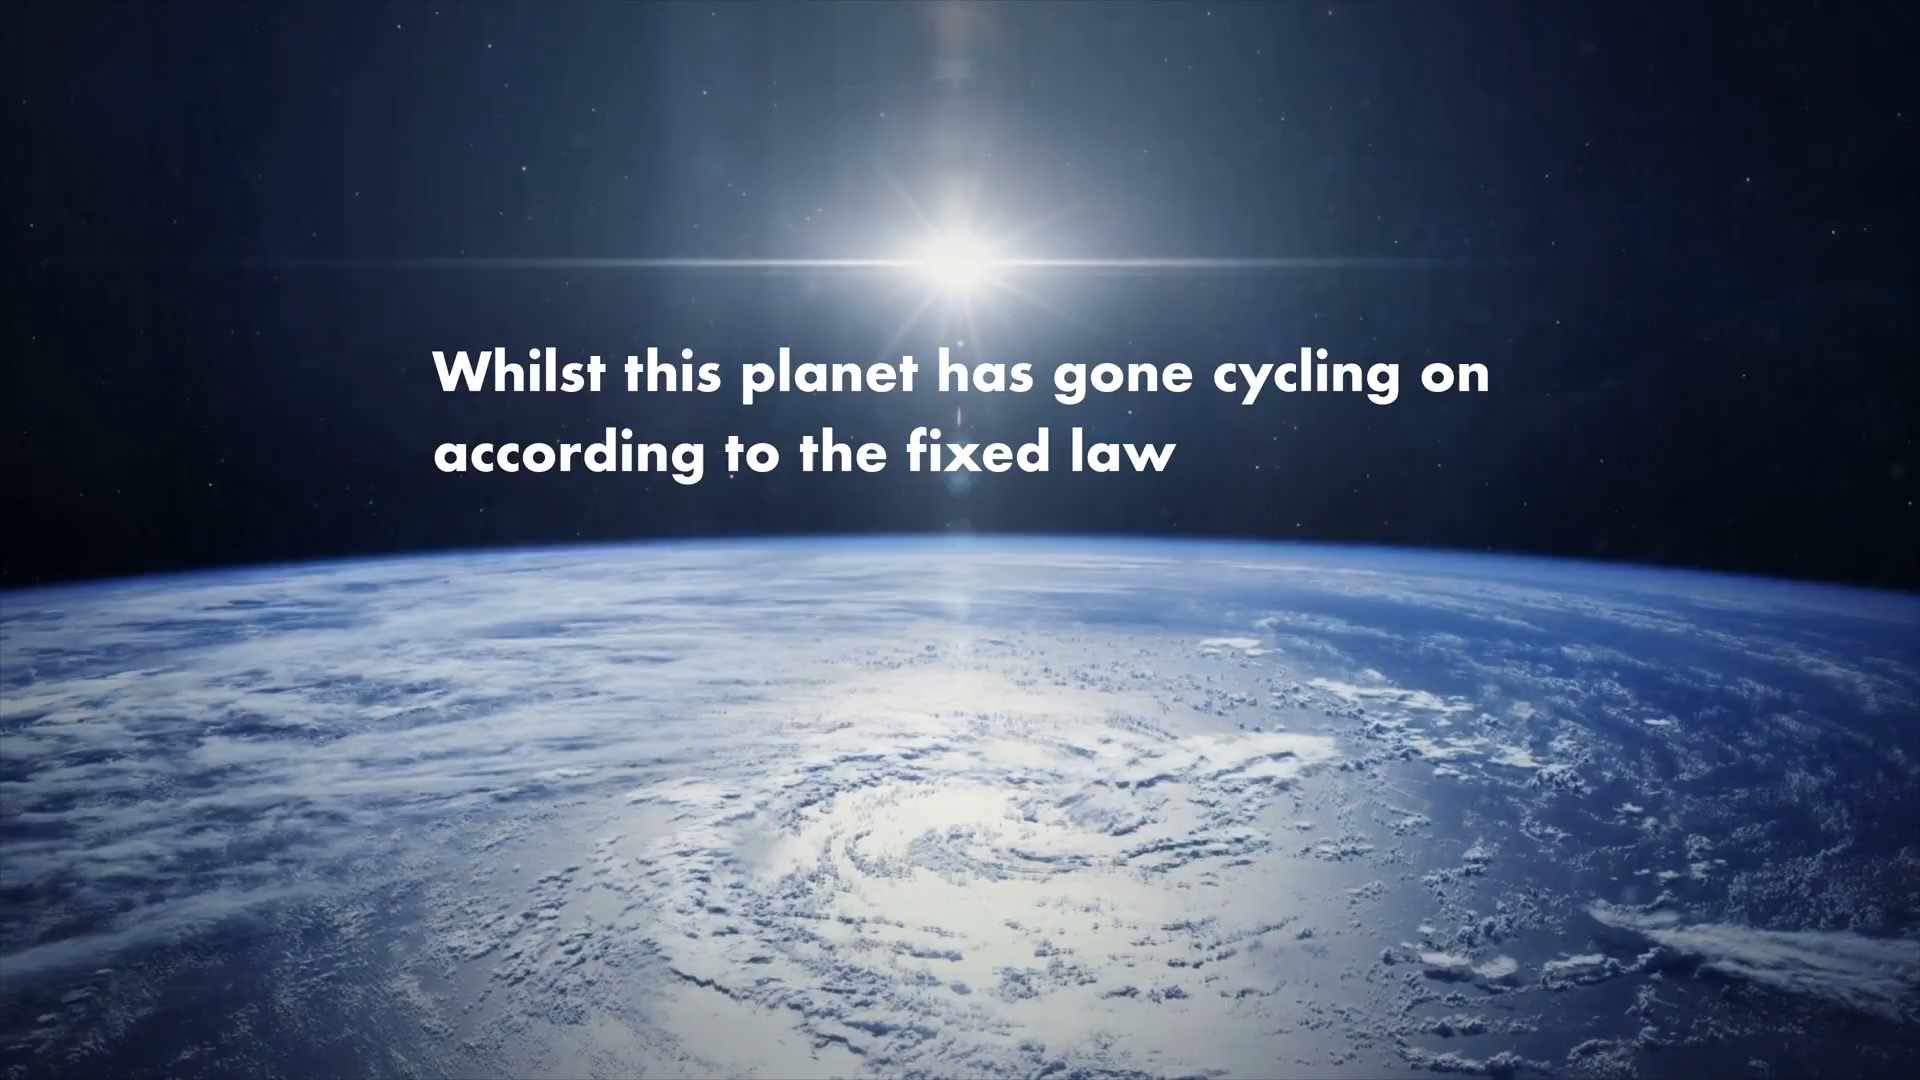 Whilst this planet has gone cycling on
according to the fixed law